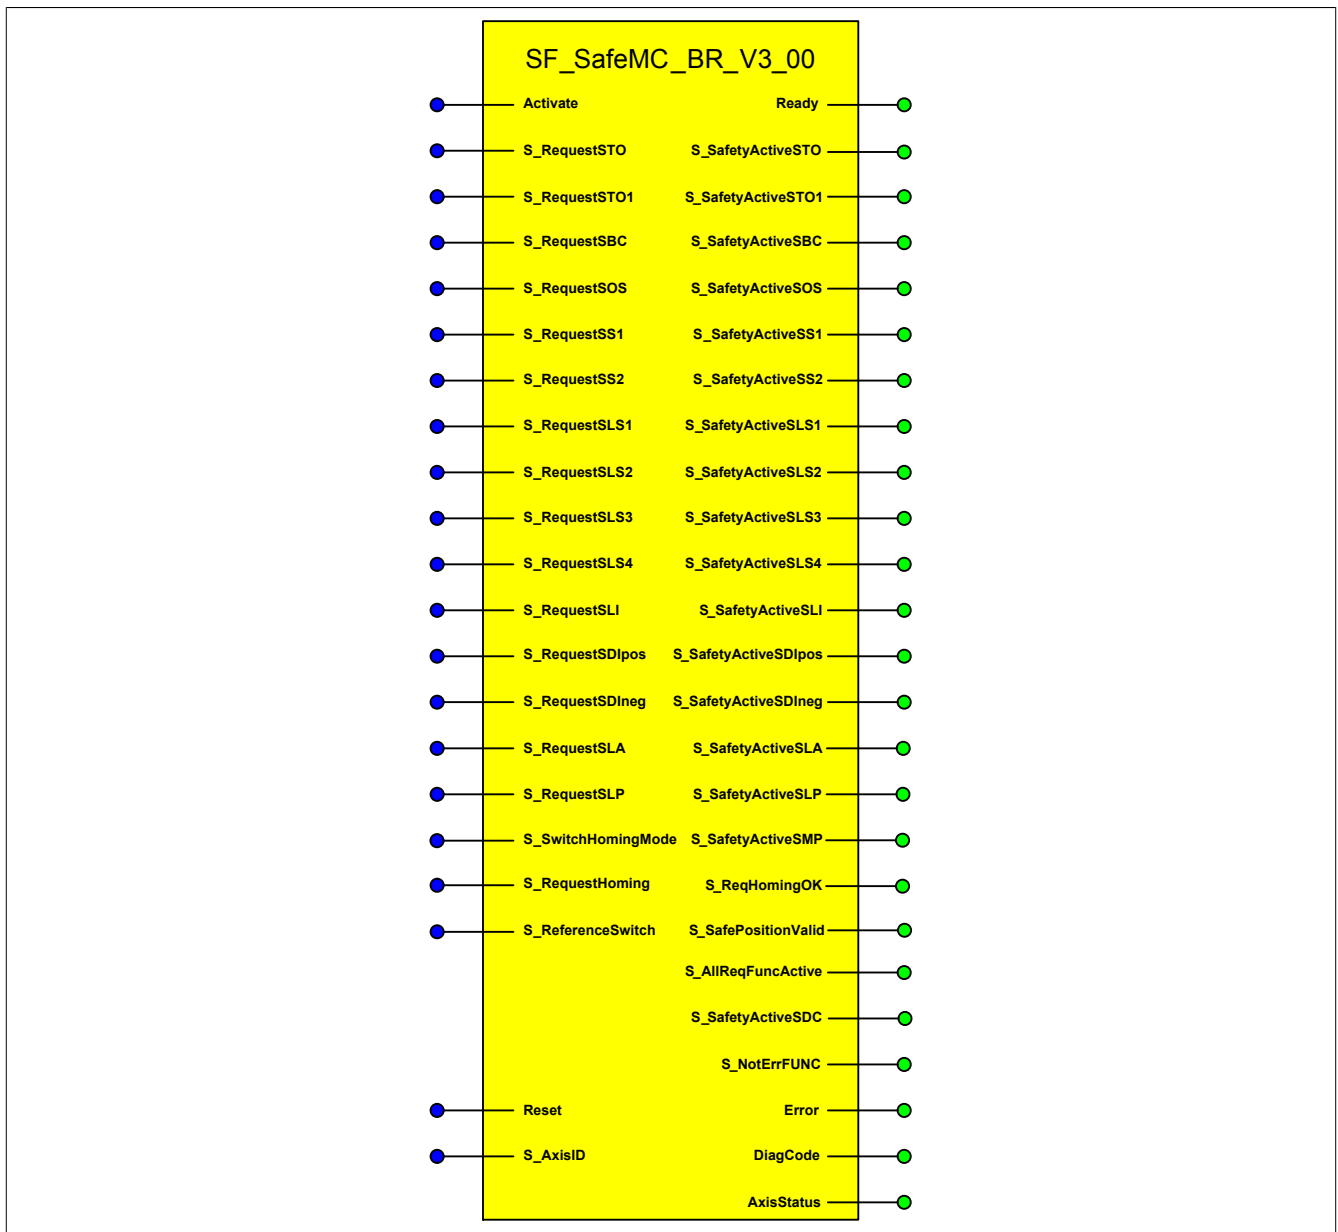 SF_SafeMC_BR_V3_00
Activate Ready
S_RequestSTO S_SafetyActiveSTO
S_RequestSTO1 S_SafetyActiveSTO1
S_RequestSBC S_SafetyActiveSBC
S_RequestSOS S_SafetyActiveSOS
S_RequestSS1 S_SafetyActiveSS1
S_RequestSS2 S_SafetyActiveSS2
S_RequestSLS1 S_SafetyActiveSLS1
S_RequestSLS2 S_SafetyActiveSLS2
S_RequestSLS3 S_SafetyActiveSLS3
S_RequestSLS4 S_SafetyActiveSLS4
S_RequestSLI S_SafetyActiveSLI
S_RequestSDIpos S_SafetyActiveSDIpos
S_RequestSDIneg S_SafetyActiveSDIneg
S_RequestSLA S_SafetyActiveSLA
S_RequestSLP S_SafetyActiveSLP
S_SwitchHomingMode S_SafetyActiveSMP
S_RequestHoming S_ReqHomingOK
S_ReferenceSwitch S_SafePositionValid
S_AllReqFuncActive
S_SafetyActiveSDC
S_NotErrFUNC
Reset Error
S_AxisID DiagCode
AxisStatus